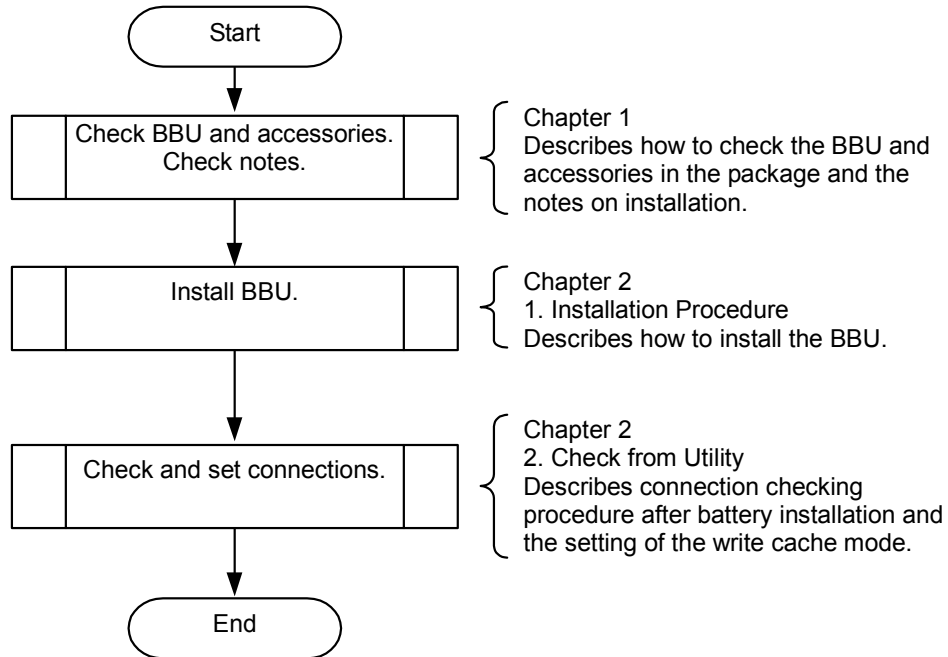 Start
Check BBU and accessories.
Check notes.
Chapter 1
Describes how to check the BBU and
accessories in the package and the
notes on installation.
Install BBU.
Chapter 2
1. Installation Procedure
Describes how to install the BBU.
Check and set connections.
Chapter 2
2. Check from Utility
Describes connection checking
procedure after battery installation and
the setting of the write cache mode.
End